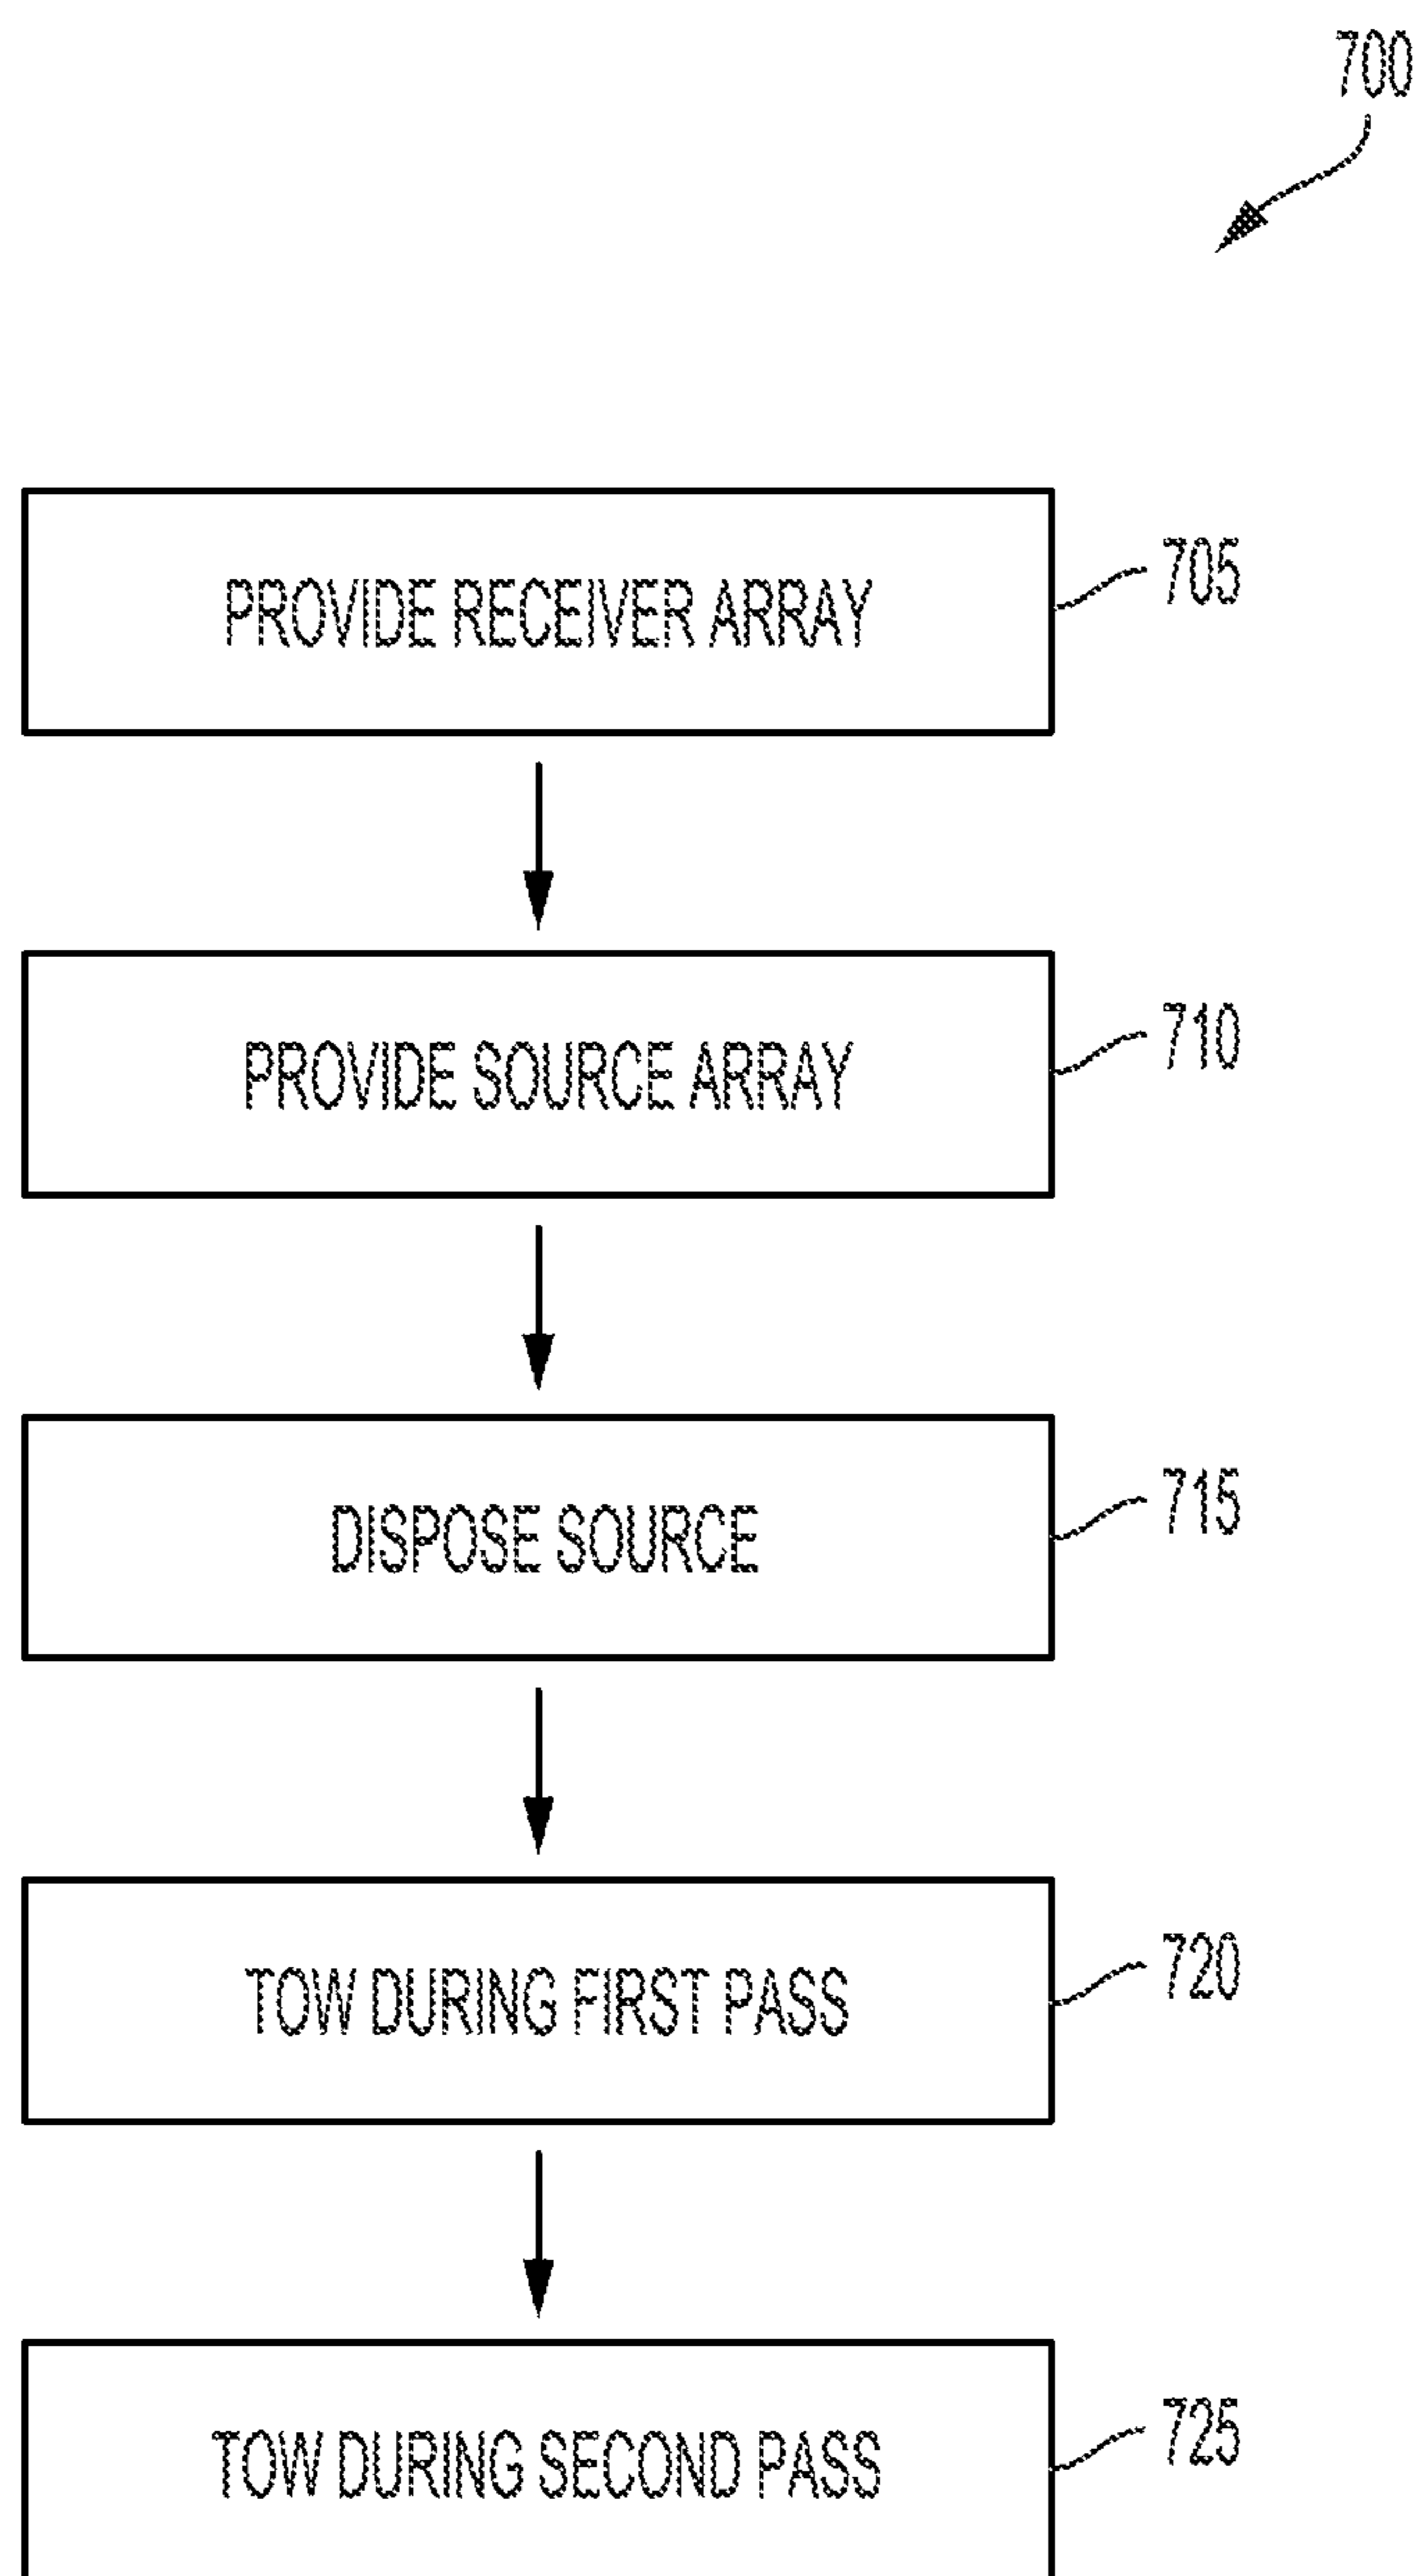 700
PROVIDE RECEIVER ARRAY
705
PROVIDE SOURCE ARRAY
710
DISPOSE SOURCE
715
TOW DURING FIRST PASS
720
TOW DURING SECOND PASS
725